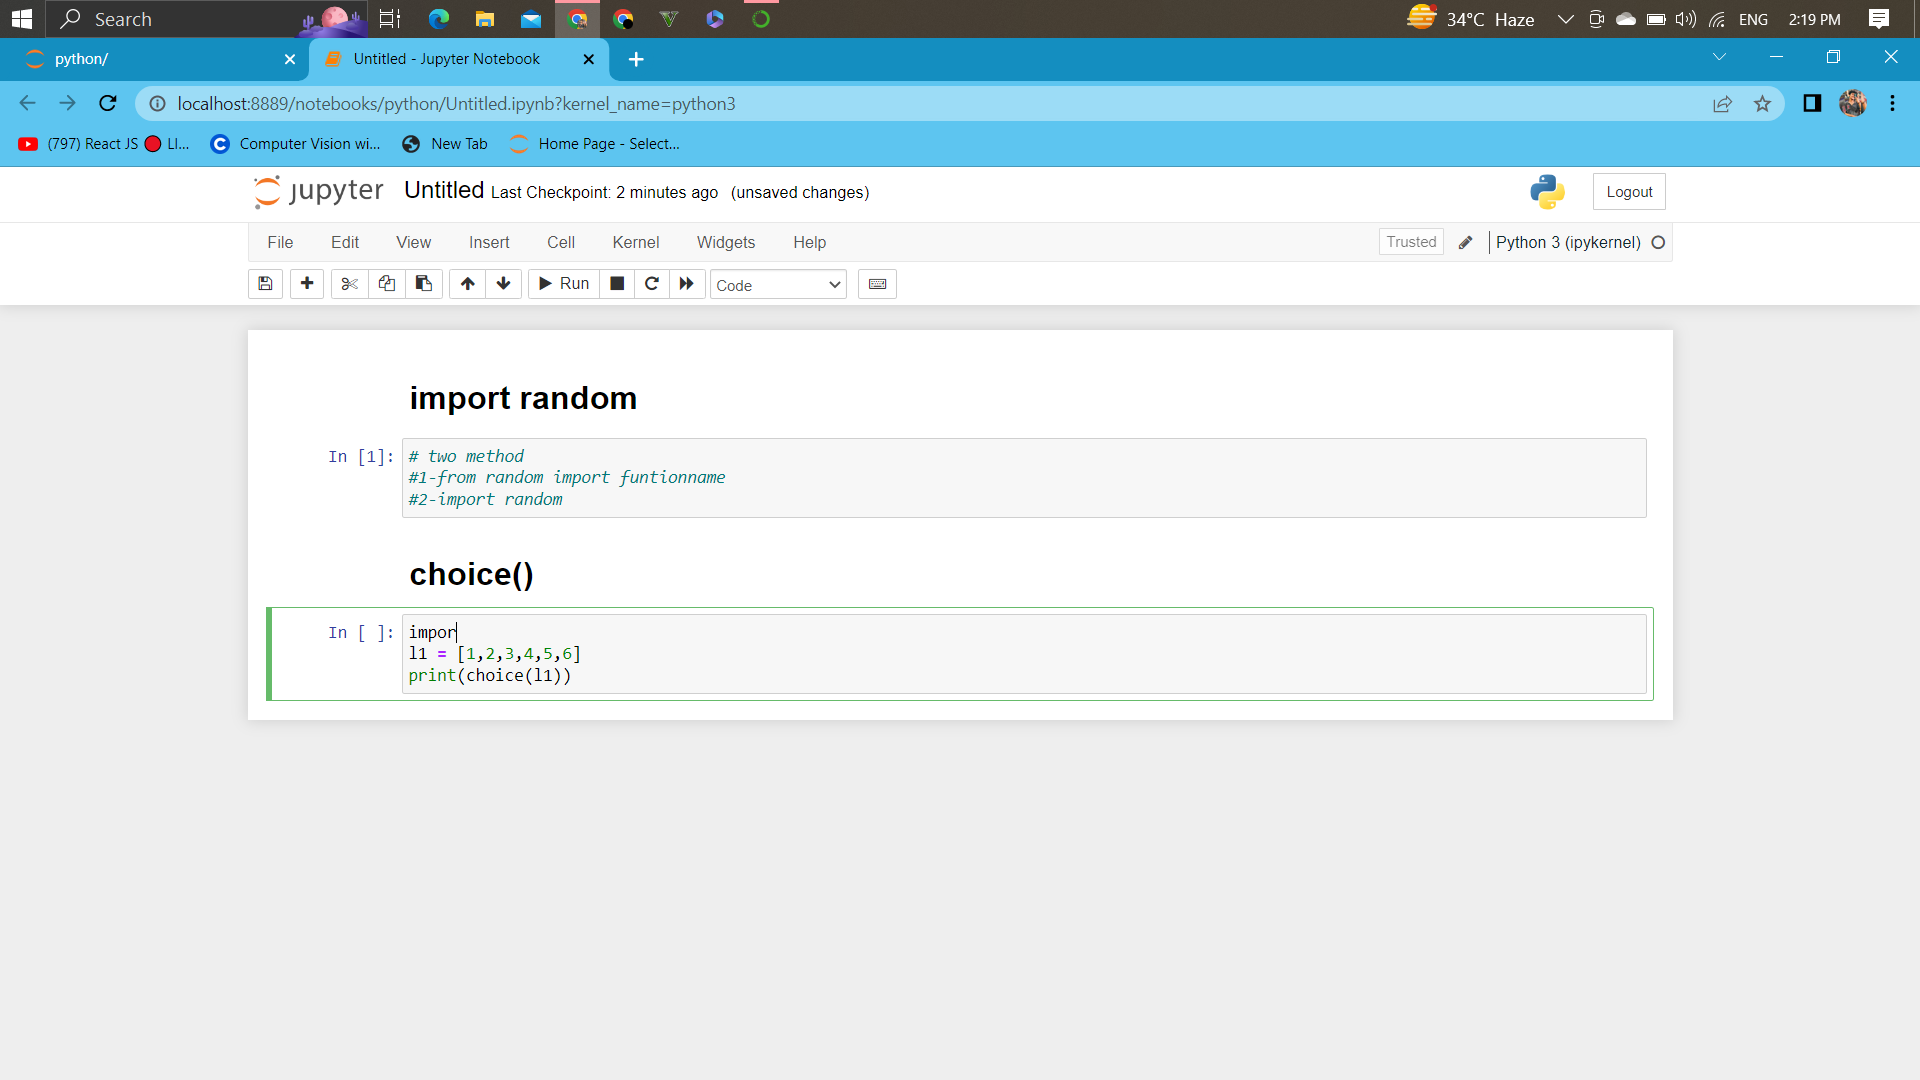 Search
34°C Haze
ENG
2:19 PM
python/
Untitled - Jupyter Notebook
localhost:8889/notebooks/python/Untitled.ipynb?kernel_name=python3
(797) React JS 🔴 LI...
Computer Vision wi...
New Tab
Home Page - Select...
jupyter
Untitled Last Checkpoint: 2 minutes ago (unsaved changes)
Logout
File Edit View Insert Cell Kernel Widgets Help
Trusted
Python 3 (ipykernel)
Run
Code
import random
In [1]: # two method
#1-from random import funtionname
#2-import random
choice()
In [ ]: impor
l1 = [1,2,3,4,5,6]
print(choice(l1))